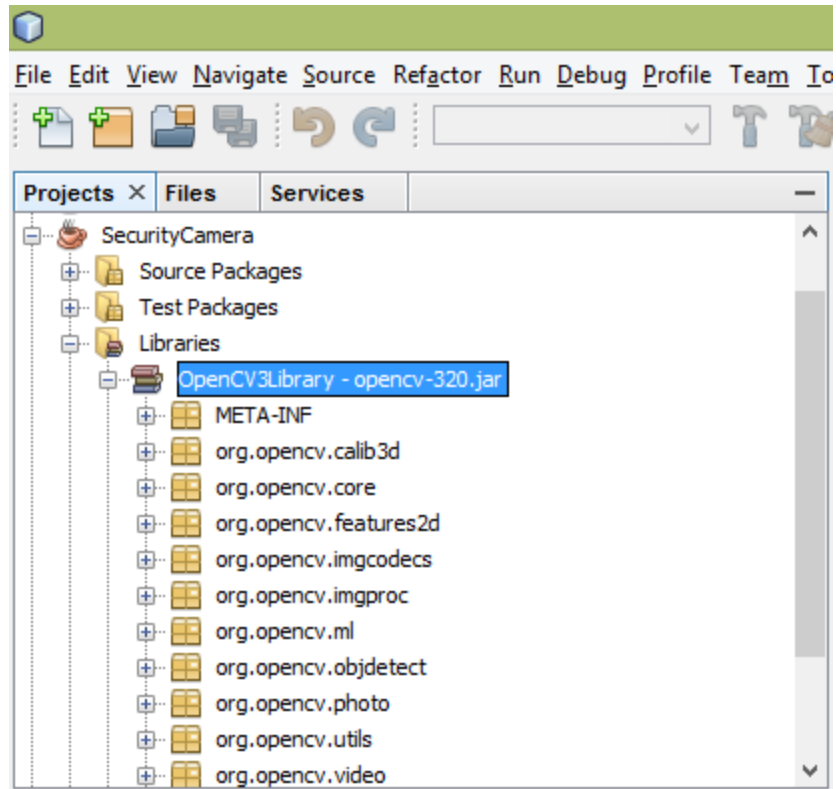 File Edit View Navigate Source Refactor Run Debug Profile Team To
Projects Files Services
SecurityCamera
Source Packages
Test Packages
Libraries
OpenCV3Library - opencv-320.jar
META-INF
org.opencv.calib3d
org.opencv.core
org.opencv.features2d
org.opencv.imgcodecs
org.opencv.imgproc
org.opencv.ml
org.opencv.objdetect
org.opencv.photo
org.opencv.utils
org.opencv.video